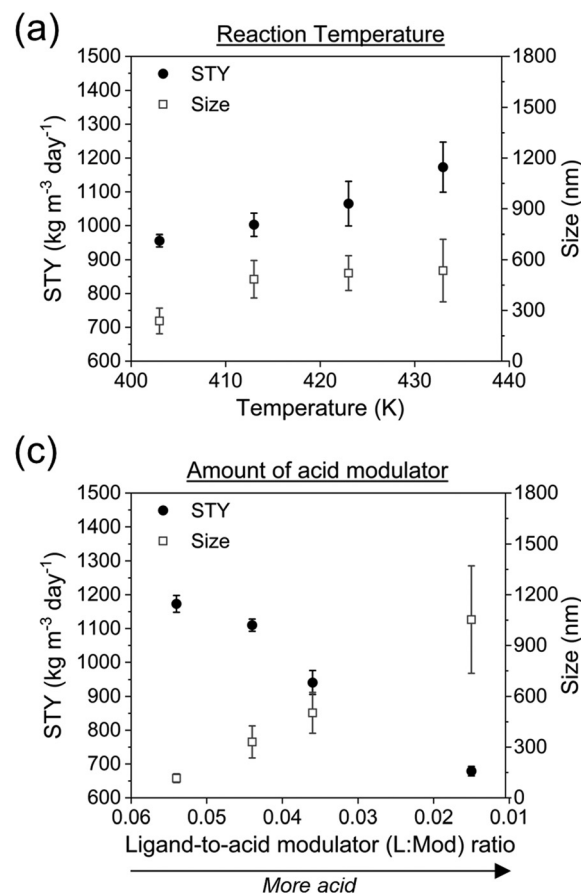 (a)
Reaction Temperature
1500
1400
1300
1200
1100
1000
900
800
700
600
STY (kg m⁻³ day⁻¹)
STY
Size
1800
1500
1200
900
600
300
0
Size (nm)
400 410 420 430 440
Temperature (K)
(c)
Amount of acid modulator
1500
1400
1300
1200
1100
1000
900
800
700
600
STY (kg m⁻³ day⁻¹)
STY
Size
1800
1500
1200
900
600
300
0
Size (nm)
0.06 0.05 0.04 0.03 0.02 0.01
Ligand-to-acid modulator (L:Mod) ratio
More acid